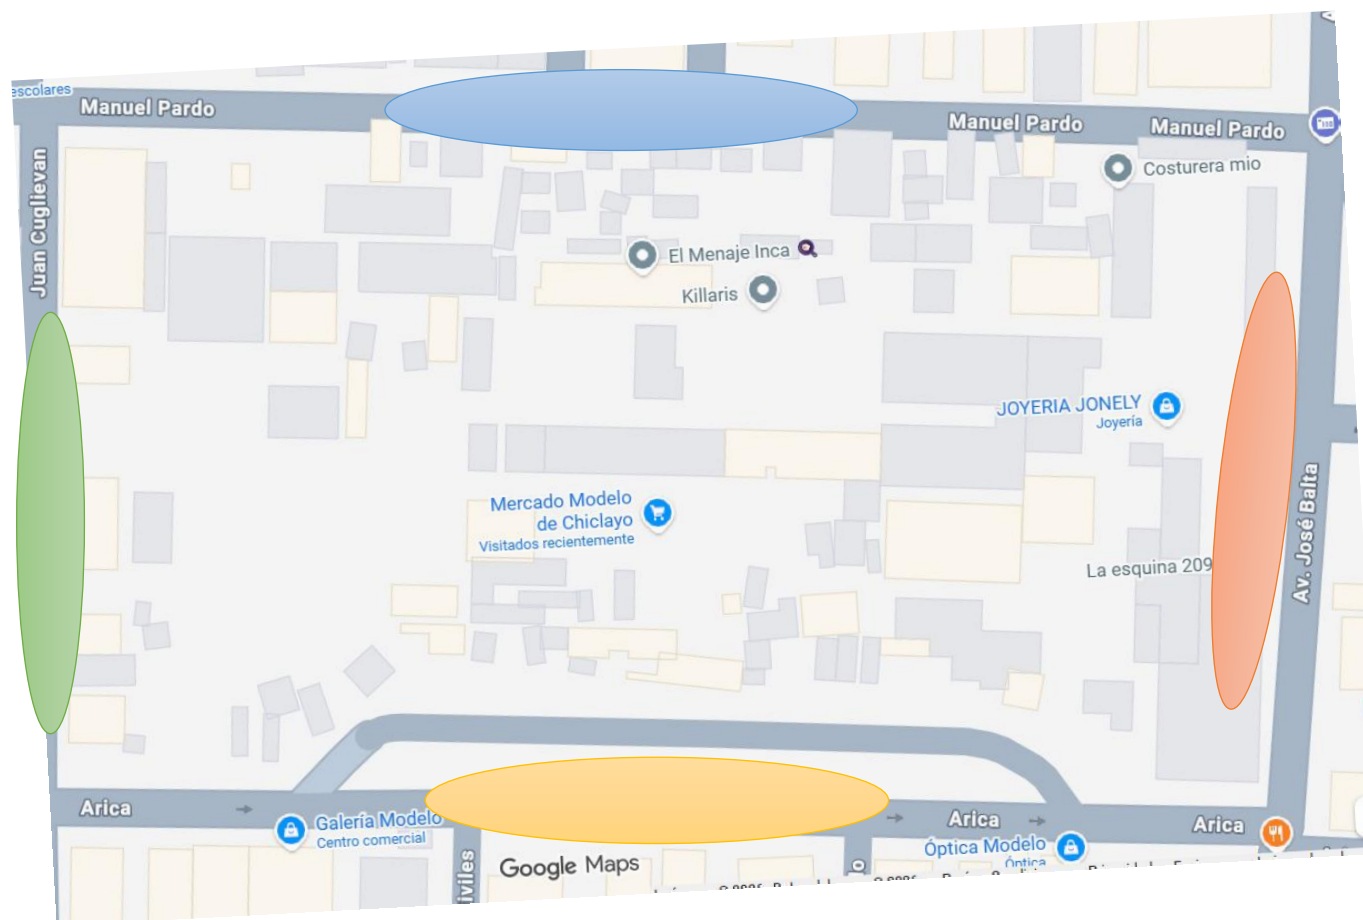 escolares
Manuel Pardo
Manuel Pardo
Manuel Pardo
Costurera mio
Juan Cuglievan
El Menaje Inca
Killaris
JOYERIA JONELY
Joyería
Mercado Modelo
de Chiclayo
Visitados recientemente
Av. José Balta
La esquina 209
Arica
Galería Modelo
Centro comercial
Arica
Arica
Óptica Modelo
Óptica
Google Maps